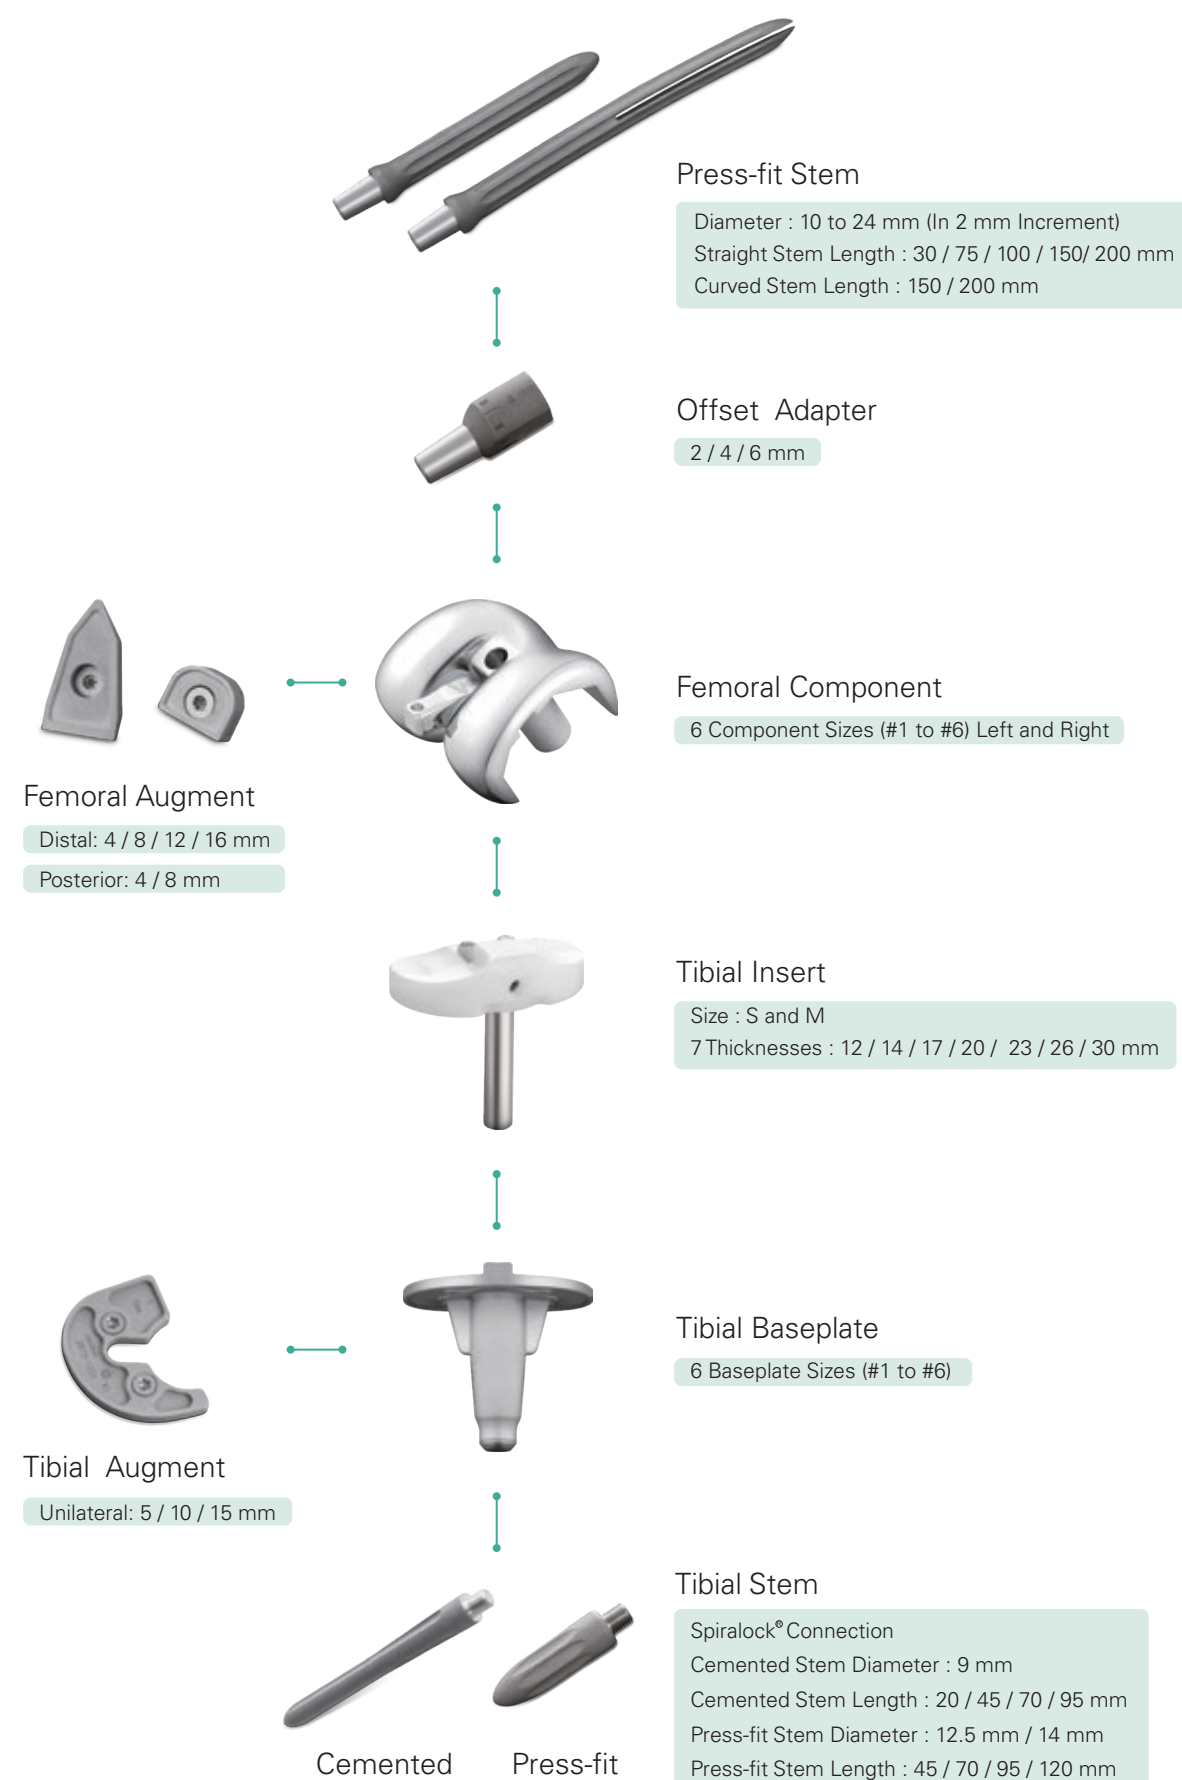 Press-fit Stem
Diameter : 10 to 24 mm (In 2 mm Increment)
Straight Stem Length : 30 / 75 / 100 / 150/ 200 mm
Curved Stem Length : 150 / 200 mm
Offset Adapter
2 / 4 / 6 mm
Femoral Component
6 Component Sizes (#1 to #6) Left and Right
Femoral Augment
Distal: 4 / 8 / 12 / 16 mm
Posterior: 4 / 8 mm
Tibial Insert
Size : S and M
7 Thicknesses : 12 / 14 / 17 / 20 / 23 / 26 / 30 mm
Tibial Baseplate
6 Baseplate Sizes (#1 to #6)
Tibial Augment
Unilateral: 5 / 10 / 15 mm
Tibial Stem
Spiralock® Connection
Cemented Stem Diameter : 9 mm
Cemented Stem Length : 20 / 45 / 70 / 95 mm
Press-fit Stem Diameter : 12.5 mm / 14 mm
Press-fit Stem Length : 45 / 70 / 95 / 120 mm
Cemented
Press-fit